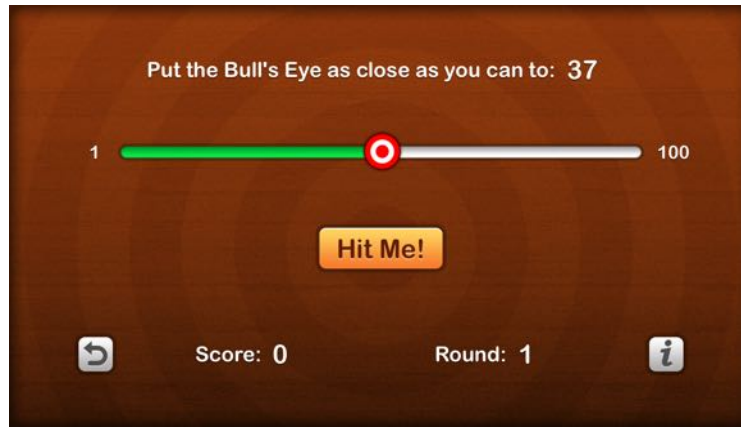 Put the Bull's Eye as close as you can to: 37
1 100
Hit Me!
Score: 0 Round: 1 i